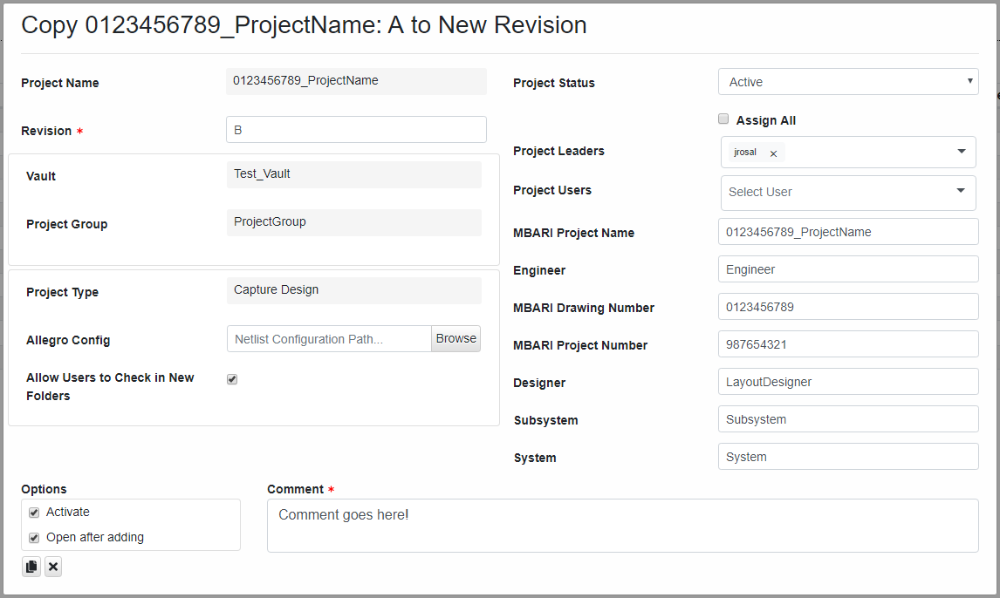 Copy 0123456789_ProjectName: A to New Revision
Project Name
0123456789_ProjectName
Revision *
B
Vault
Test_Vault
Project Group
ProjectGroup
Project Type
Capture Design
Allegro Config
Netlist Configuration Path...
Browse
Allow Users to Check in New
Folders
Project Status
Active
Assign All
Project Leaders
jrosal ×
Project Users
Select User
MBARI Project Name
0123456789_ProjectName
Engineer
Engineer
MBARI Drawing Number
0123456789
MBARI Project Number
987654321
Designer
LayoutDesigner
Subsystem
Subsystem
System
System
Options
Activate
Open after adding
Comment *
Comment goes here!